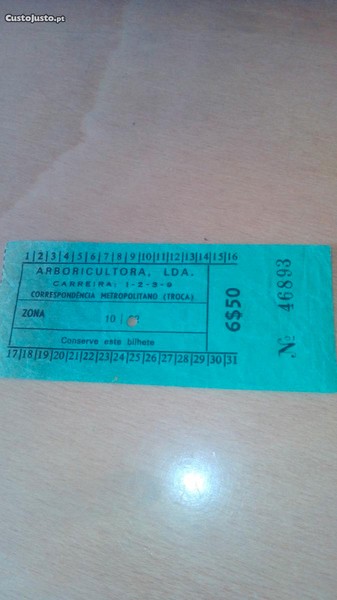 CustoJusto.pt
1 2 3 4 5 6 7 8 9 10 11 12 13 14 15 16
ARBORICULTORA, LDA.
CARREIRA: 1-2-3-9
CORRESPONDÊNCIA METROPOLITANO (TROCA)
ZONA
10
Conserve este bilhete
17 18 19 20 21 22 23 24 25 26 27 28 29 30 31
6$50
Nº 46893